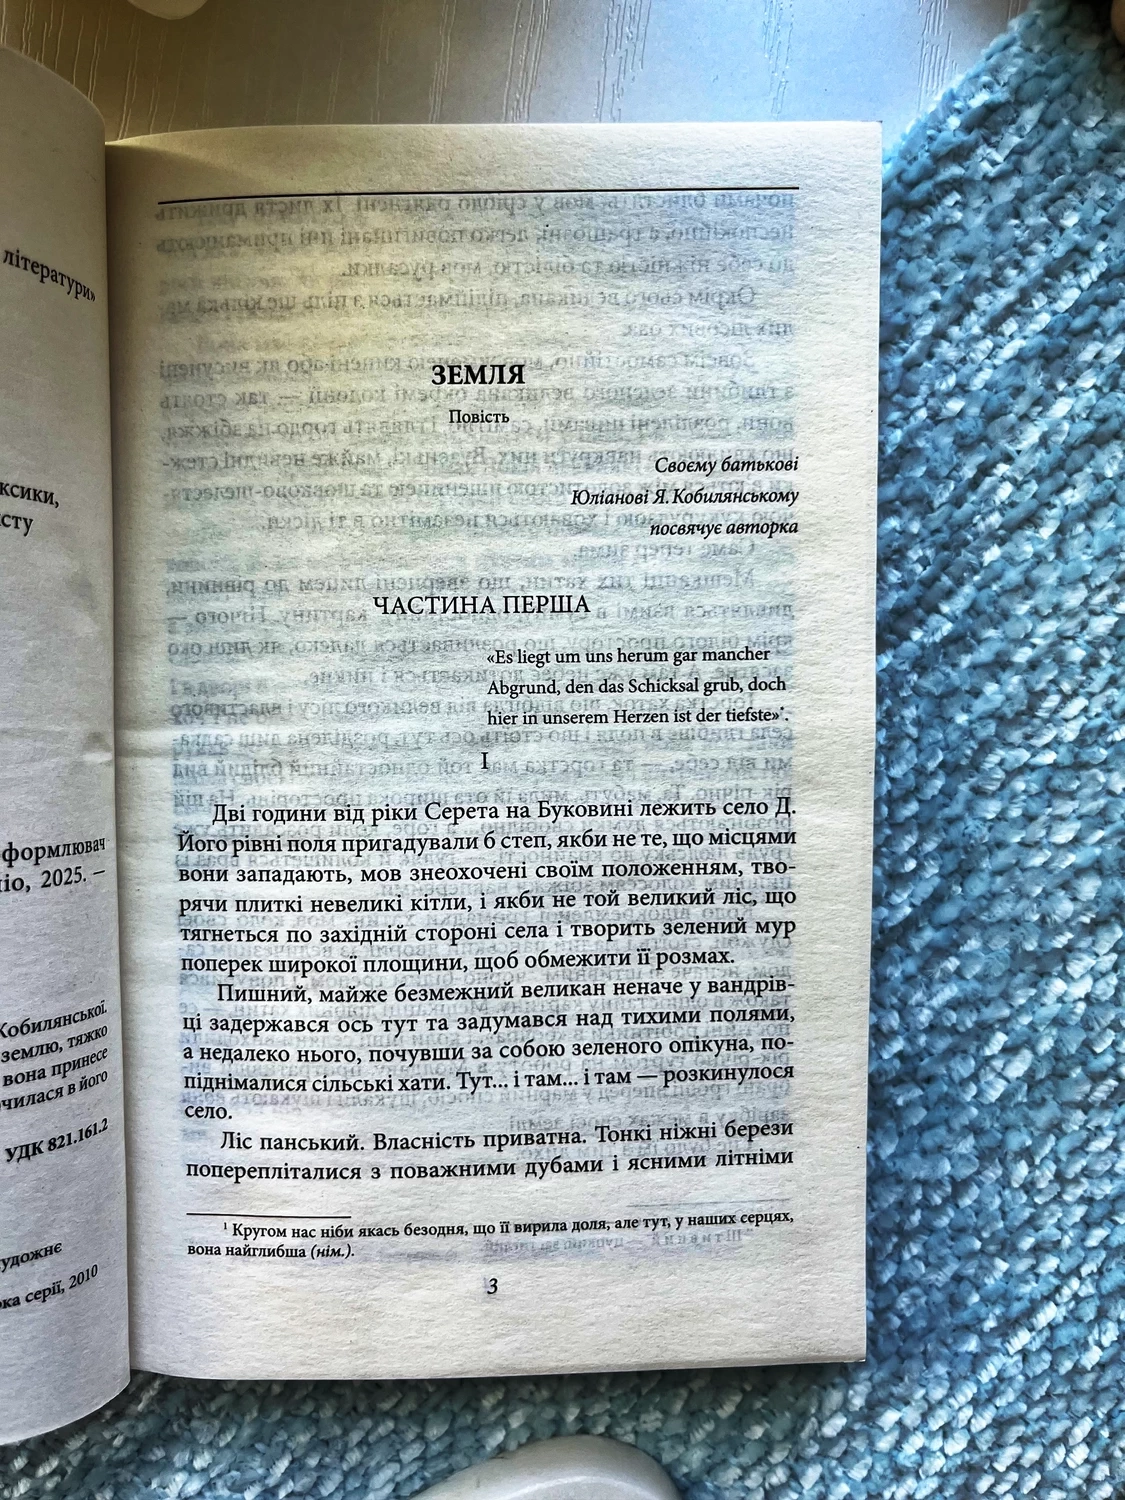 літератури»
ксики,
сту
формлювач
ніо, 2025. –
Кобилянської.
землю, тяжко
вона принесе
чилася в його
УДК 821.161.2
удожнє
ка серії, 2010
ЗЕМЛЯ
Повість
Своєму батькові
Юліанові Я. Кобилянському
посвячує авторка
ЧАСТИНА ПЕРША
«Es liegt um uns herum gar mancher
Abgrund, den das Schicksal grub, doch
hier in unserem Herzen ist der tiefste»*.
I
Дві години від ріки Серета на Буковині лежить село Д.
Його рівні поля пригадували б степ, якби не те, що місцями
вони западають, мов знеохочені своїм положенням, тво-
рячи плиткі невеликі кітли, і якби не той великий ліс, що
тягнеться по західній стороні села і творить зелений мур
поперек широкої площини, щоб обмежити її розмах.
Пишний, майже безмежний великан неначе у вандрів-
ці задержався ось тут та задумався над тихими полями,
а недалеко нього, почувши за собою зеленого опікуна, по-
піднімалися сільські хати. Тут... і там... і там — розкинулося
село.
Ліс панський. Власність приватна. Тонкі ніжні берези
поперепліталися з поважними дубами і ясними літніми
¹ Кругом нас ніби якась безодня, що її вирила доля, але тут, у наших серцях,
вона найглибша (нім.).
3